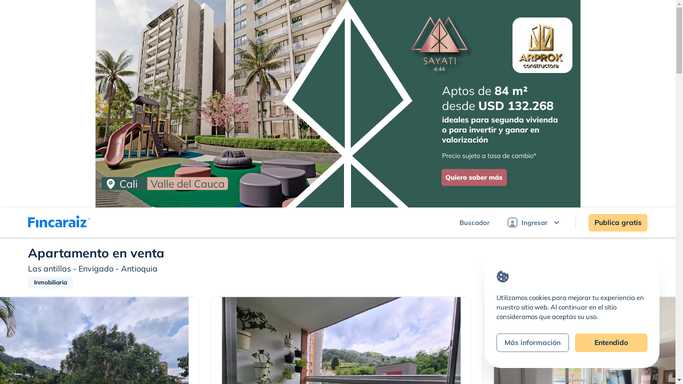 SAYATI
4:44
ARPROK
constructora
Aptos de 84 m²
desde USD 132.268
ideales para segunda vivienda
o para invertir y ganar en
valorización
Precio sujeto a tasa de cambio*
Quiero saber más
Cali Valle del Cauca
Fincaraiz
Buscador
Ingresar
Publica gratis
Apartamento en venta
Las antillas - Envigado - Antioquia
Inmobiliaria
Utilizamos cookies para mejorar tu experiencia en
nuestro sitio web. Al continuar en el sitio
consideramos que aceptas su uso.
Más información
Entendido